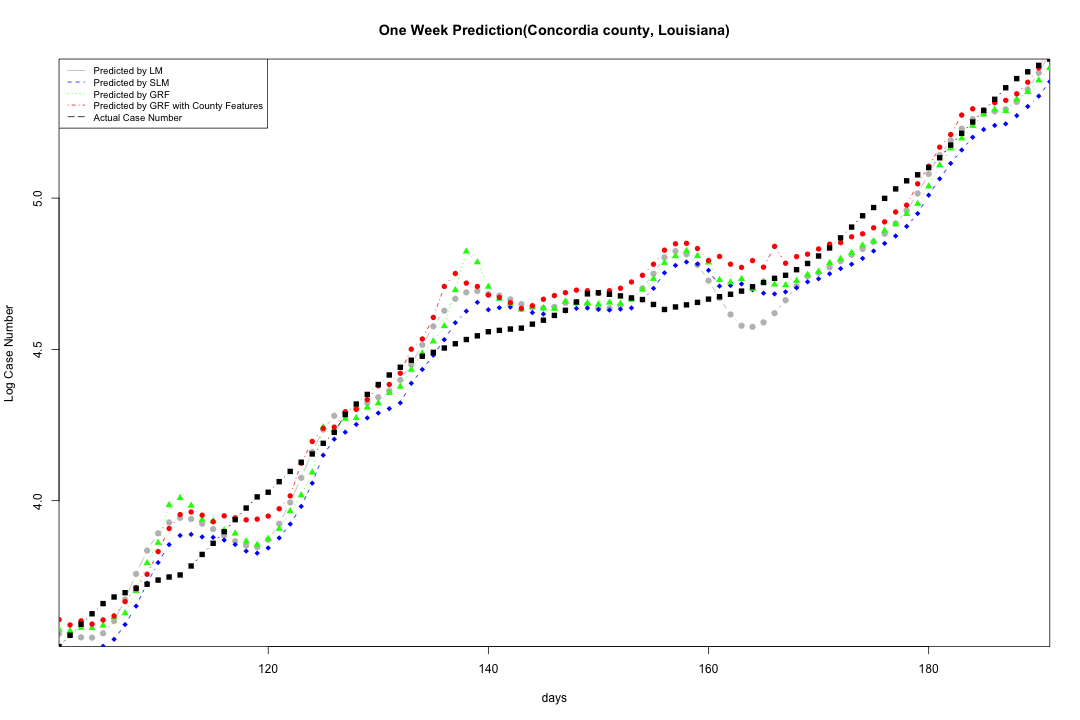 One Week Prediction(Concordia county, Louisiana)
Predicted by LM
Predicted by SLM
Predicted by GRF
Predicted by GRF with County Features
Actual Case Number
5.0
4.5
4.0
Log Case Number
120 140 160 180
days